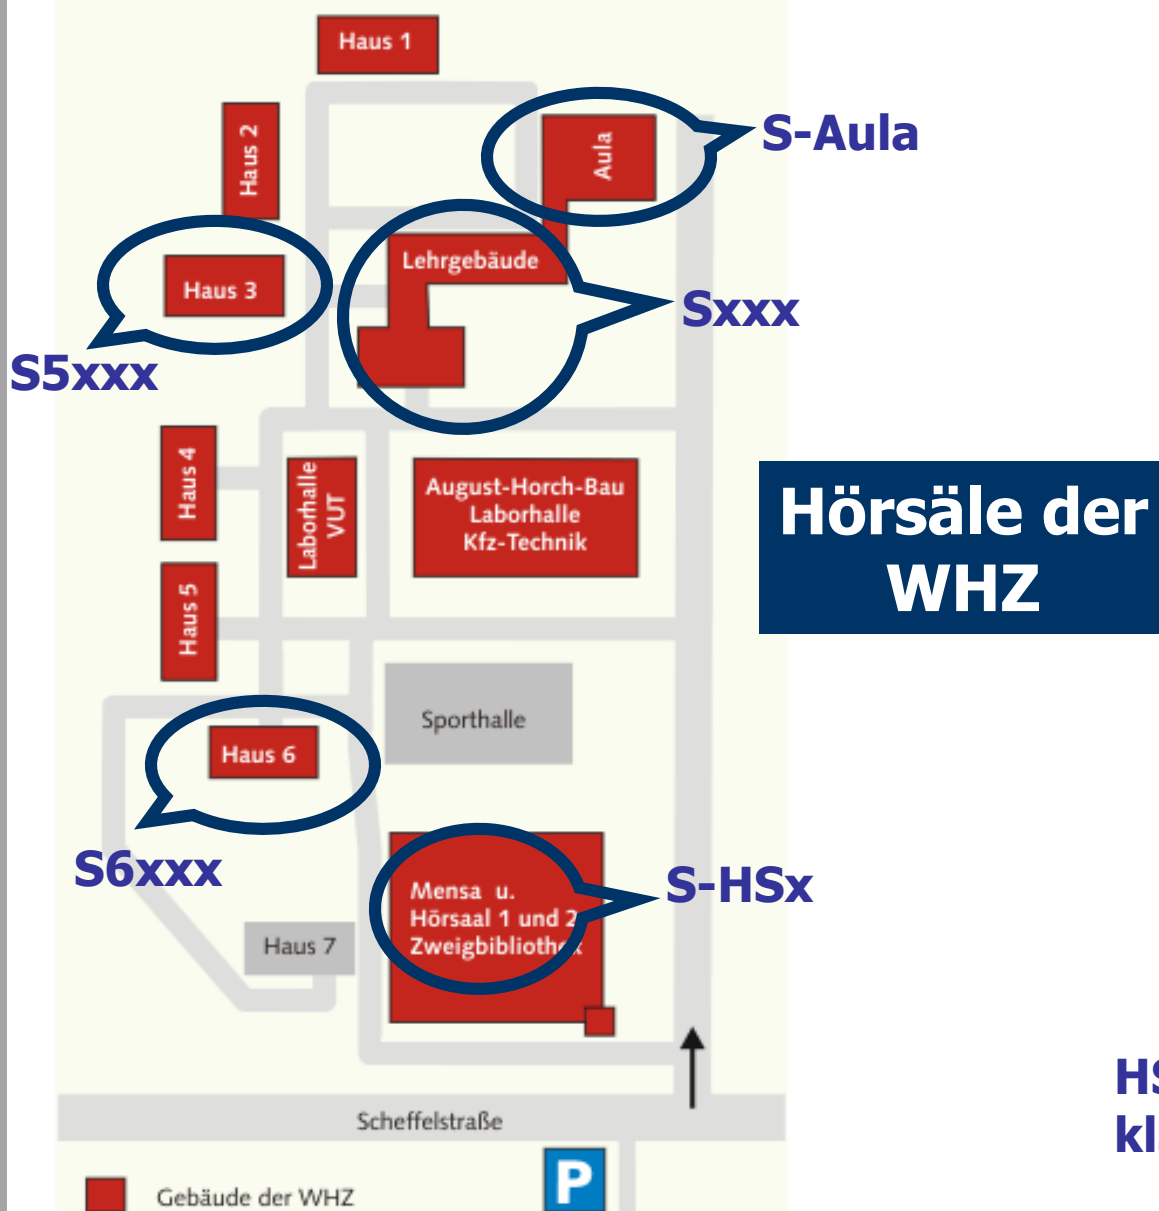 Haus 1
Haus 2
Aula
S-Aula
Lehrgebäude
Haus 3
Sxxx
S5xxx
Haus 4
Laborhalle
VUT
August-Horch-Bau
Laborhalle
Kfz-Technik
Hörsäle der
WHZ
Haus 5
Sporthalle
Haus 6
S6xxx
Mensa u.
Hörsaal 1 und 2
Zweigbibliothek
S-HSx
Haus 7
Scheffelstraße
P
Gebäude der WHZ